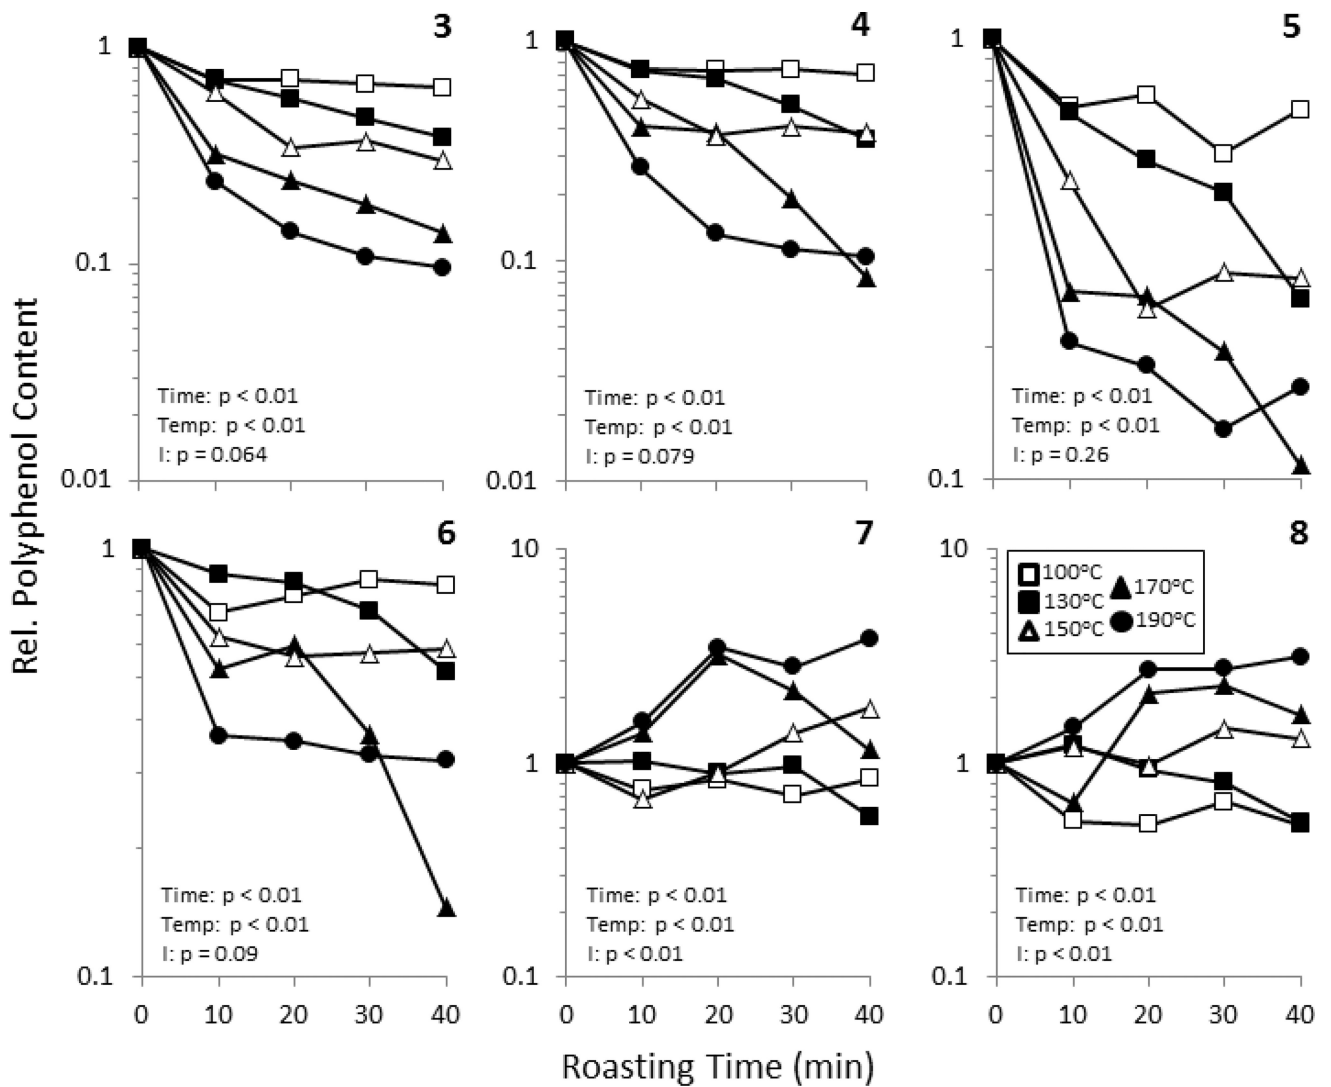 Rel. Polyphenol Content
3
1
0.1
0.01
Time: p < 0.01
Temp: p < 0.01
I: p = 0.064
4
1
0.1
0.01
Time: p < 0.01
Temp: p < 0.01
I: p = 0.079
5
1
0.1
Time: p < 0.01
Temp: p < 0.01
I: p = 0.26
6
1
0.1
Time: p < 0.01
Temp: p < 0.01
I: p = 0.09
0 10 20 30 40
7
10
1
0.1
Time: p < 0.01
Temp: p < 0.01
I: p < 0.01
0 10 20 30 40
8
10
1
0.1
100°C
130°C
150°C
170°C
190°C
Time: p < 0.01
Temp: p < 0.01
I: p < 0.01
0 10 20 30 40
Roasting Time (min)